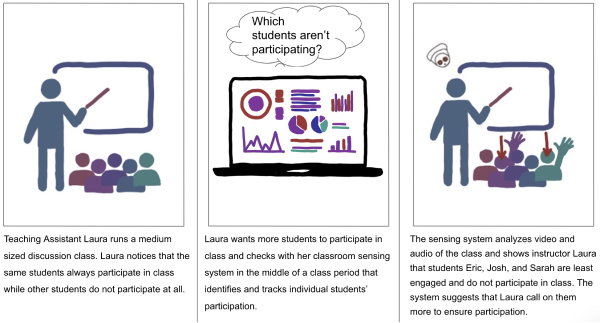 Which
students aren't
participating?
Teaching Assistant Laura runs a medium
sized discussion class. Laura notices that the
same students always participate in class
while other students do not participate at all.
Laura wants more students to participate in
class and checks with her classroom sensing
system in the middle of a class period that
identifies and tracks individual students'
participation.
The sensing system analyzes video and
audio of the class and shows instructor Laura
that students Eric, Josh, and Sarah are least
engaged and do not participate in class. The
system suggests that Laura call on them
more to ensure participation.